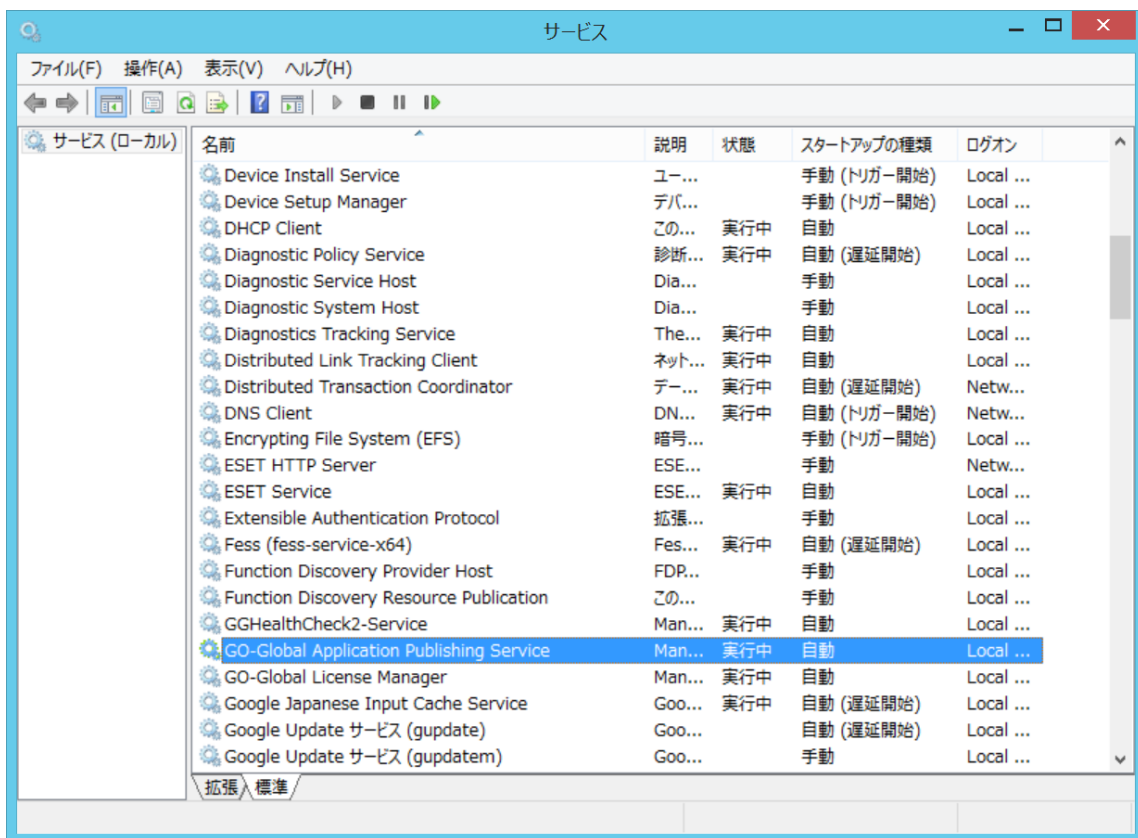 サービス
ファイル(F) 操作(A) 表示(V) ヘルプ(H)
サービス (ローカル)
名前 説明 状態 スタートアップの種類 ログオン
Device Install Service ユー... 手動 (トリガー開始) Local ...
Device Setup Manager デバ... 手動 (トリガー開始) Local ...
DHCP Client この... 実行中 自動 Local ...
Diagnostic Policy Service 診断... 実行中 自動 (遅延開始) Local ...
Diagnostic Service Host Dia... 手動 Local ...
Diagnostic System Host Dia... 手動 Local ...
Diagnostics Tracking Service The... 実行中 自動 Local ...
Distributed Link Tracking Client ネット... 実行中 自動 Local ...
Distributed Transaction Coordinator デー... 実行中 自動 (遅延開始) Netw...
DNS Client DN... 実行中 自動 (トリガー開始) Netw...
Encrypting File System (EFS) 暗号... 手動 (トリガー開始) Local ...
ESET HTTP Server ESE... 手動 Netw...
ESET Service ESE... 実行中 自動 Local ...
Extensible Authentication Protocol 拡張... 手動 Local ...
Fess (fess-service-x64) Fes... 実行中 自動 (遅延開始) Local ...
Function Discovery Provider Host FDP... 手動 Local ...
Function Discovery Resource Publication この... 手動 Local ...
GGHealthCheck2-Service Man... 実行中 自動 Local ...
GO-Global Application Publishing Service Man... 実行中 自動 Local ...
GO-Global License Manager Man... 実行中 自動 Local ...
Google Japanese Input Cache Service Goo... 実行中 自動 (遅延開始) Local ...
Google Update サービス (gupdate) Goo... 自動 (遅延開始) Local ...
Google Update サービス (gupdatem) Goo... 手動 Local ...
拡張 標準